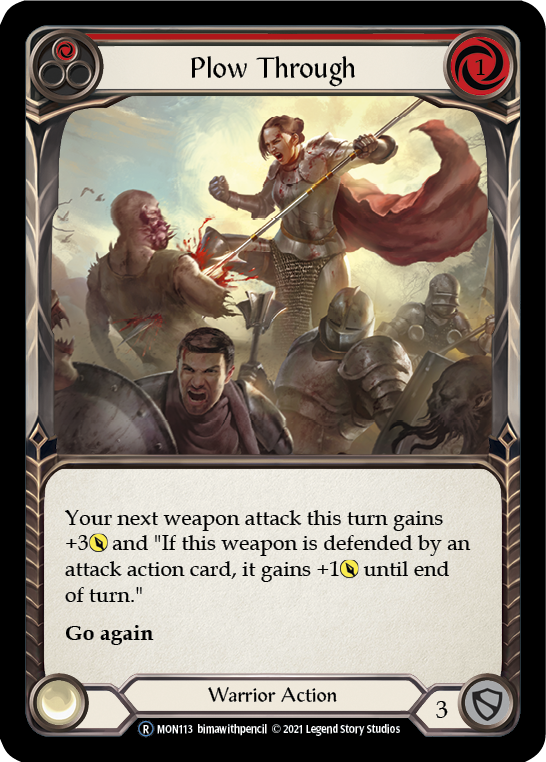 Plow Through
1
Your next weapon attack this turn gains
+3 and "If this weapon is defended by an
attack action card, it gains +1 until end
of turn."
Go again
Warrior Action
3
R MON113 bimawithpencil © 2021 Legend Story Studios